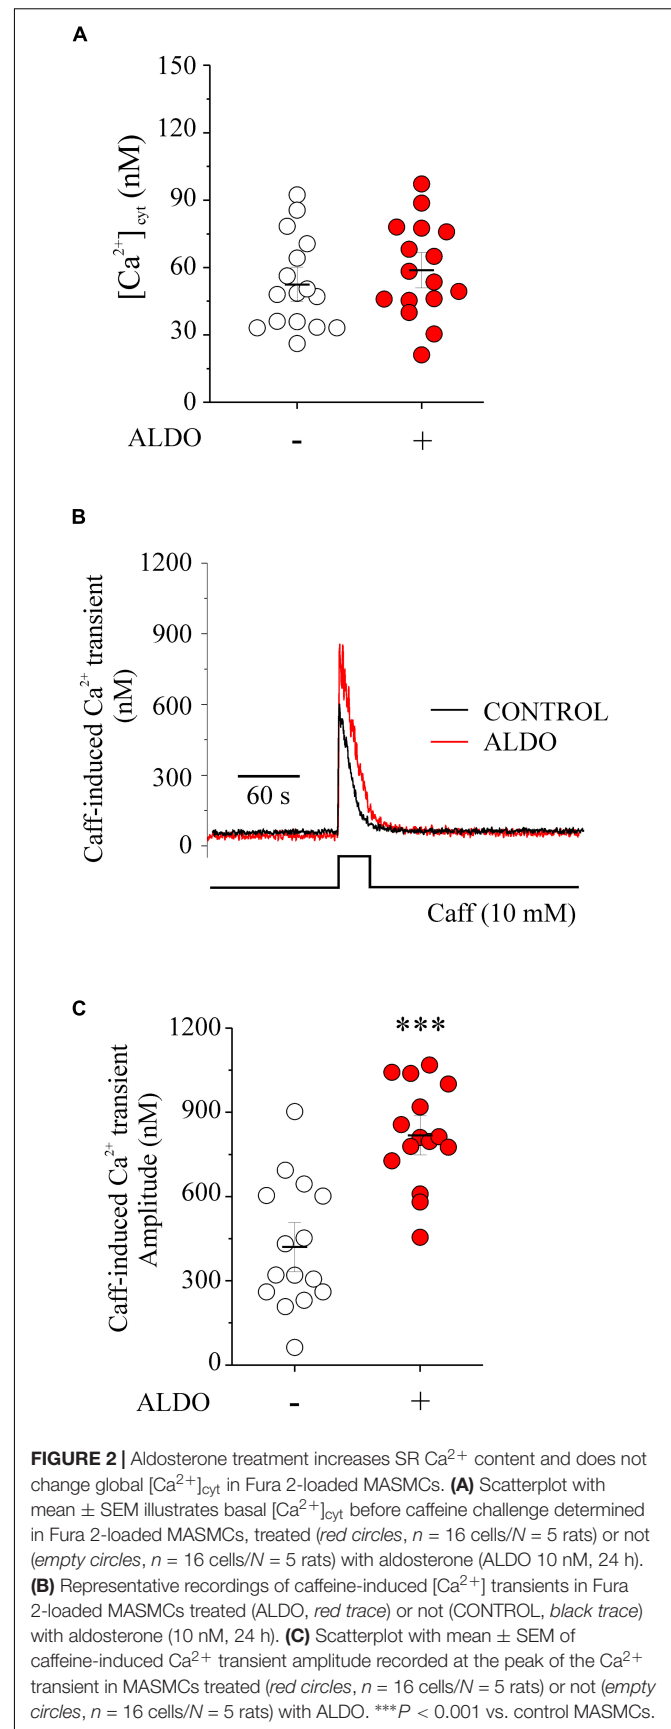 A
150
120
90
60
30
0
[Ca2+]cyt (nM)
ALDO - +
B
1200
900
600
300
0
Caff-induced Ca2+ transient
(nM)
CONTROL
ALDO
60 s
Caff (10 mM)
C
***
1200
900
600
300
0
Caff-induced Ca2+ transient
Amplitude (nM)
ALDO - +
FIGURE 2 | Aldosterone treatment increases SR Ca2+ content and does not
change global [Ca2+]cyt in Fura 2-loaded MASMCs. (A) Scatterplot with
mean ± SEM illustrates basal [Ca2+]cyt before caffeine challenge determined
in Fura 2-loaded MASMCs, treated (red circles, n = 16 cells/N = 5 rats) or not
(empty circles, n = 16 cells/N = 5 rats) with aldosterone (ALDO 10 nM, 24 h).
(B) Representative recordings of caffeine-induced [Ca2+] transients in Fura
2-loaded MASMCs treated (ALDO, red trace) or not (CONTROL, black trace)
with aldosterone (10 nM, 24 h). (C) Scatterplot with mean ± SEM of
caffeine-induced Ca2+ transient amplitude recorded at the peak of the Ca2+
transient in MASMCs treated (red circles, n = 16 cells/N = 5 rats) or not (empty
circles, n = 16 cells/N = 5 rats) with ALDO. ***P < 0.001 vs. control MASMCs.